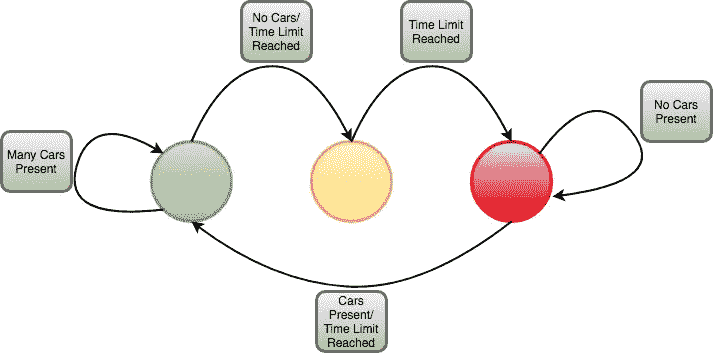 No Cars/
Time Limit
Reached
Time Limit
Reached
No Cars
Present
Many Cars
Present
Cars
Present/
Time Limit
Reached